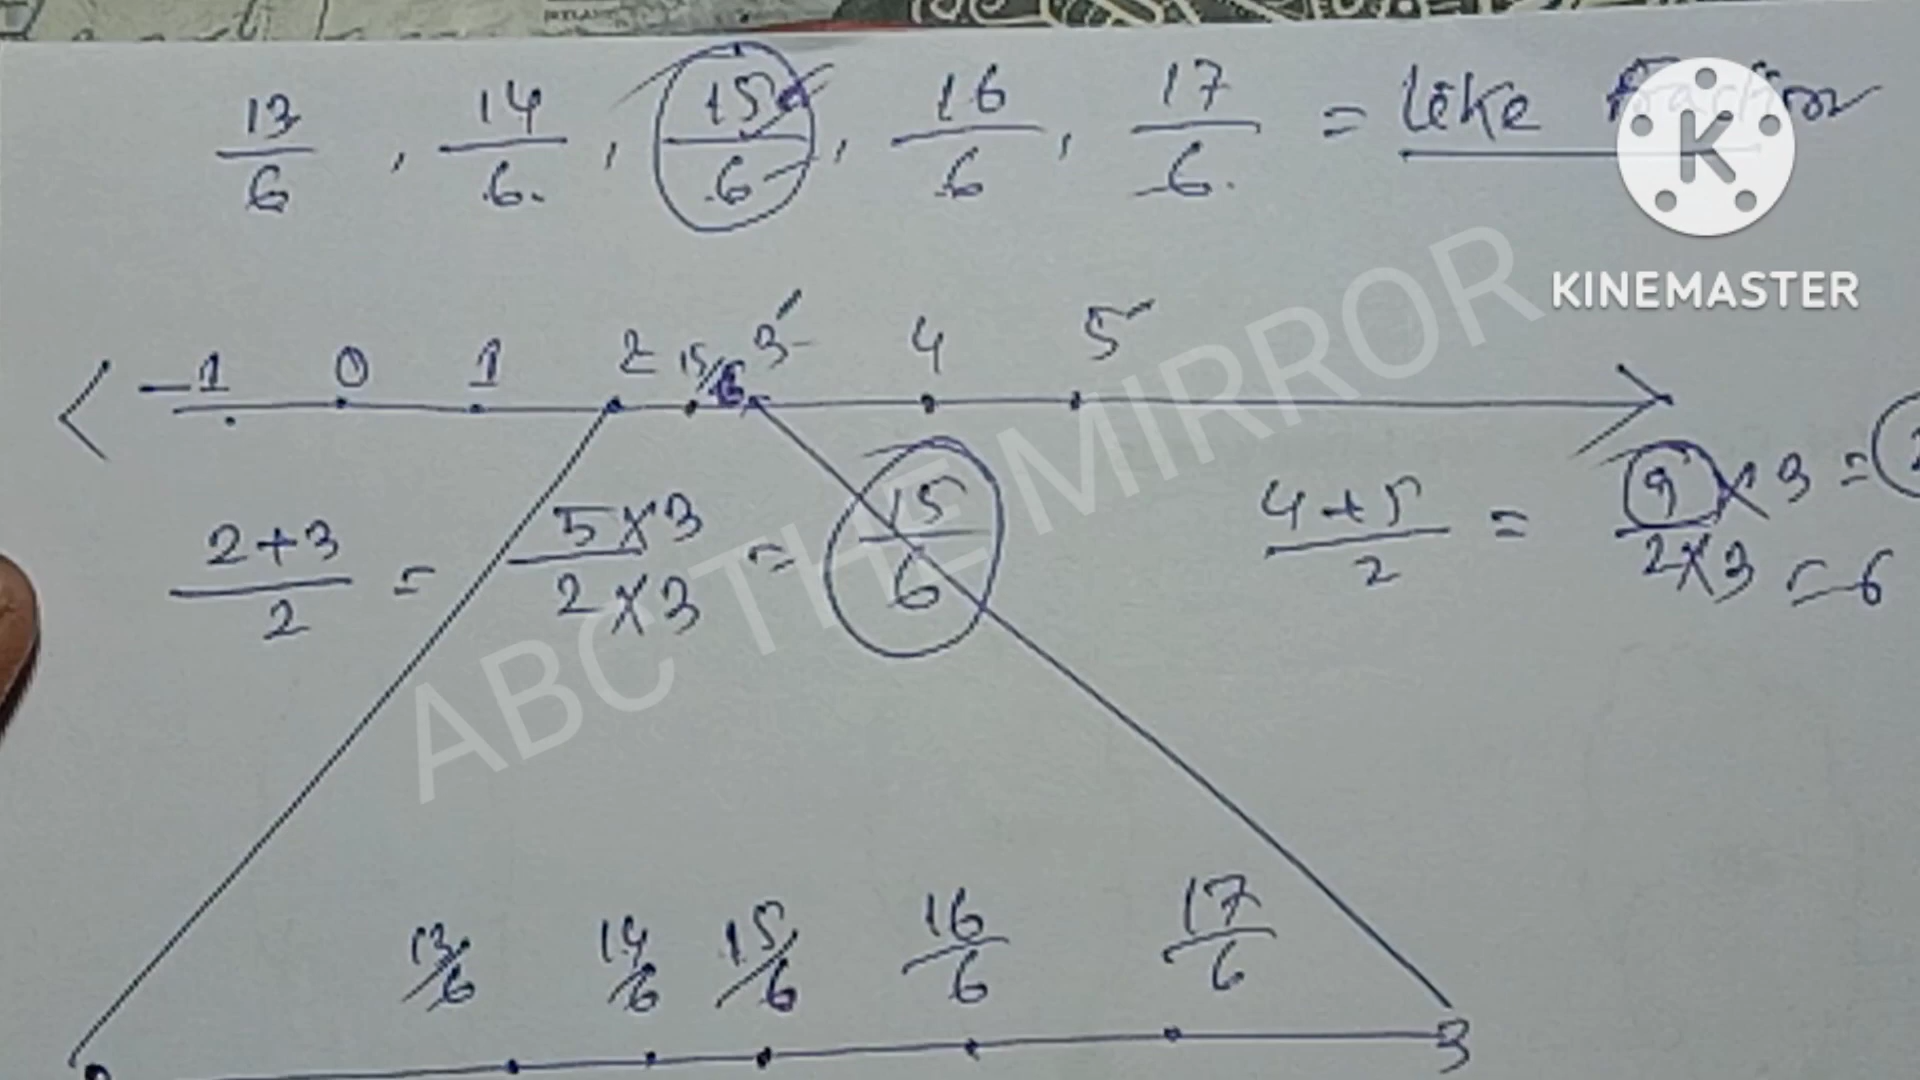 13/6 , 14/6 , 15/6 , 16/6 , 17/6 = like
KINEMASTER
-1 0 1 2 15/6 3 4 5
(2+3)/2 = (5×3)/(2×3) = 15/6
(4+5)/2 = (9×3)/(2×3) = = 6
ABC THE MIRROR
13/6 14/6 15/6 16/6 17/6
3